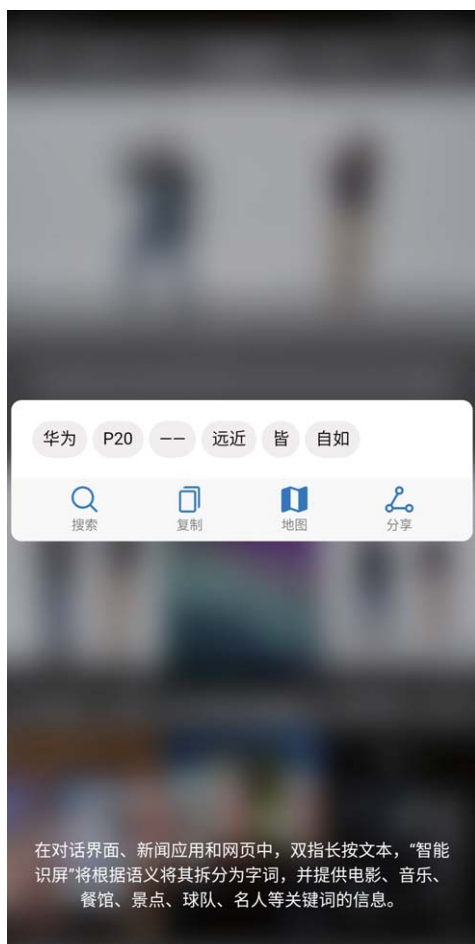 华为 P20 —— 远近 皆 自如
搜索 复制 地图 分享
在对话界面、新闻应用和网页中，双指长按文本，“智能
识屏”将根据语义将其拆分为字词，并提供电影、音乐、
餐馆、景点、球队、名人等关键词的信息。